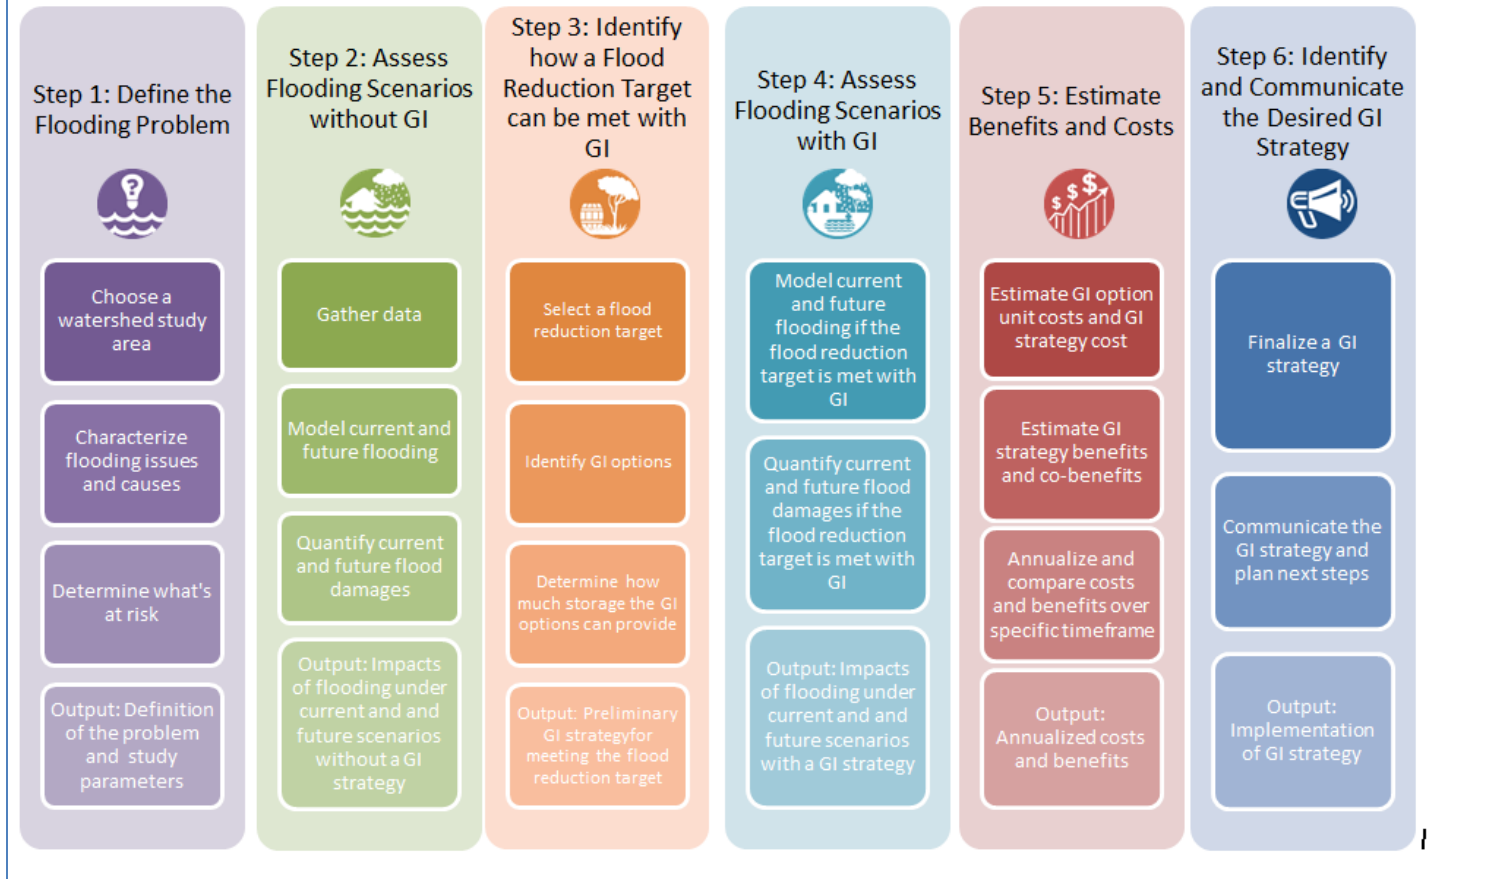 Step 1: Define the
Flooding Problem
Choose a
watershed study
area
Characterize
flooding issues
and causes
Determine what's
at risk
Output: Definition
of the problem
and study
parameters
Step 2: Assess
Flooding Scenarios
without GI
Gather data
Model current and
future flooding
Quantify current
and future flood
damages
Output: Impacts
of flooding under
current and and
future scenarios
without a GI
strategy
Step 3: Identify
how a Flood
Reduction Target
can be met with
GI
Select a flood
reduction target
Identify GI options
Determine how
much storage the GI
options can provide
Output: Preliminary
GI strategyfor
meeting the flood
reduction target
Step 4: Assess
Flooding Scenarios
with GI
Model current
and future
flooding if the
flood reduction
target is met with
GI
Quantify current
and future flood
damages if the
flood reduction
target is met with
GI
Output: Impacts
of flooding under
current and and
future scenarios
with a GI strategy
Step 5: Estimate
Benefits and Costs
$ $ $
Estimate GI option
unit costs and GI
strategy cost
Estimate GI
strategy benefits
and co-benefits
Annualize and
compare costs
and benefits over
specific timeframe
Output:
Annualized costs
and benefits
Step 6: Identify
and Communicate
the Desired GI
Strategy
Finalize a GI
strategy
Communicate the
GI strategy and
plan next steps
Output:
Implementation
of GI strategy